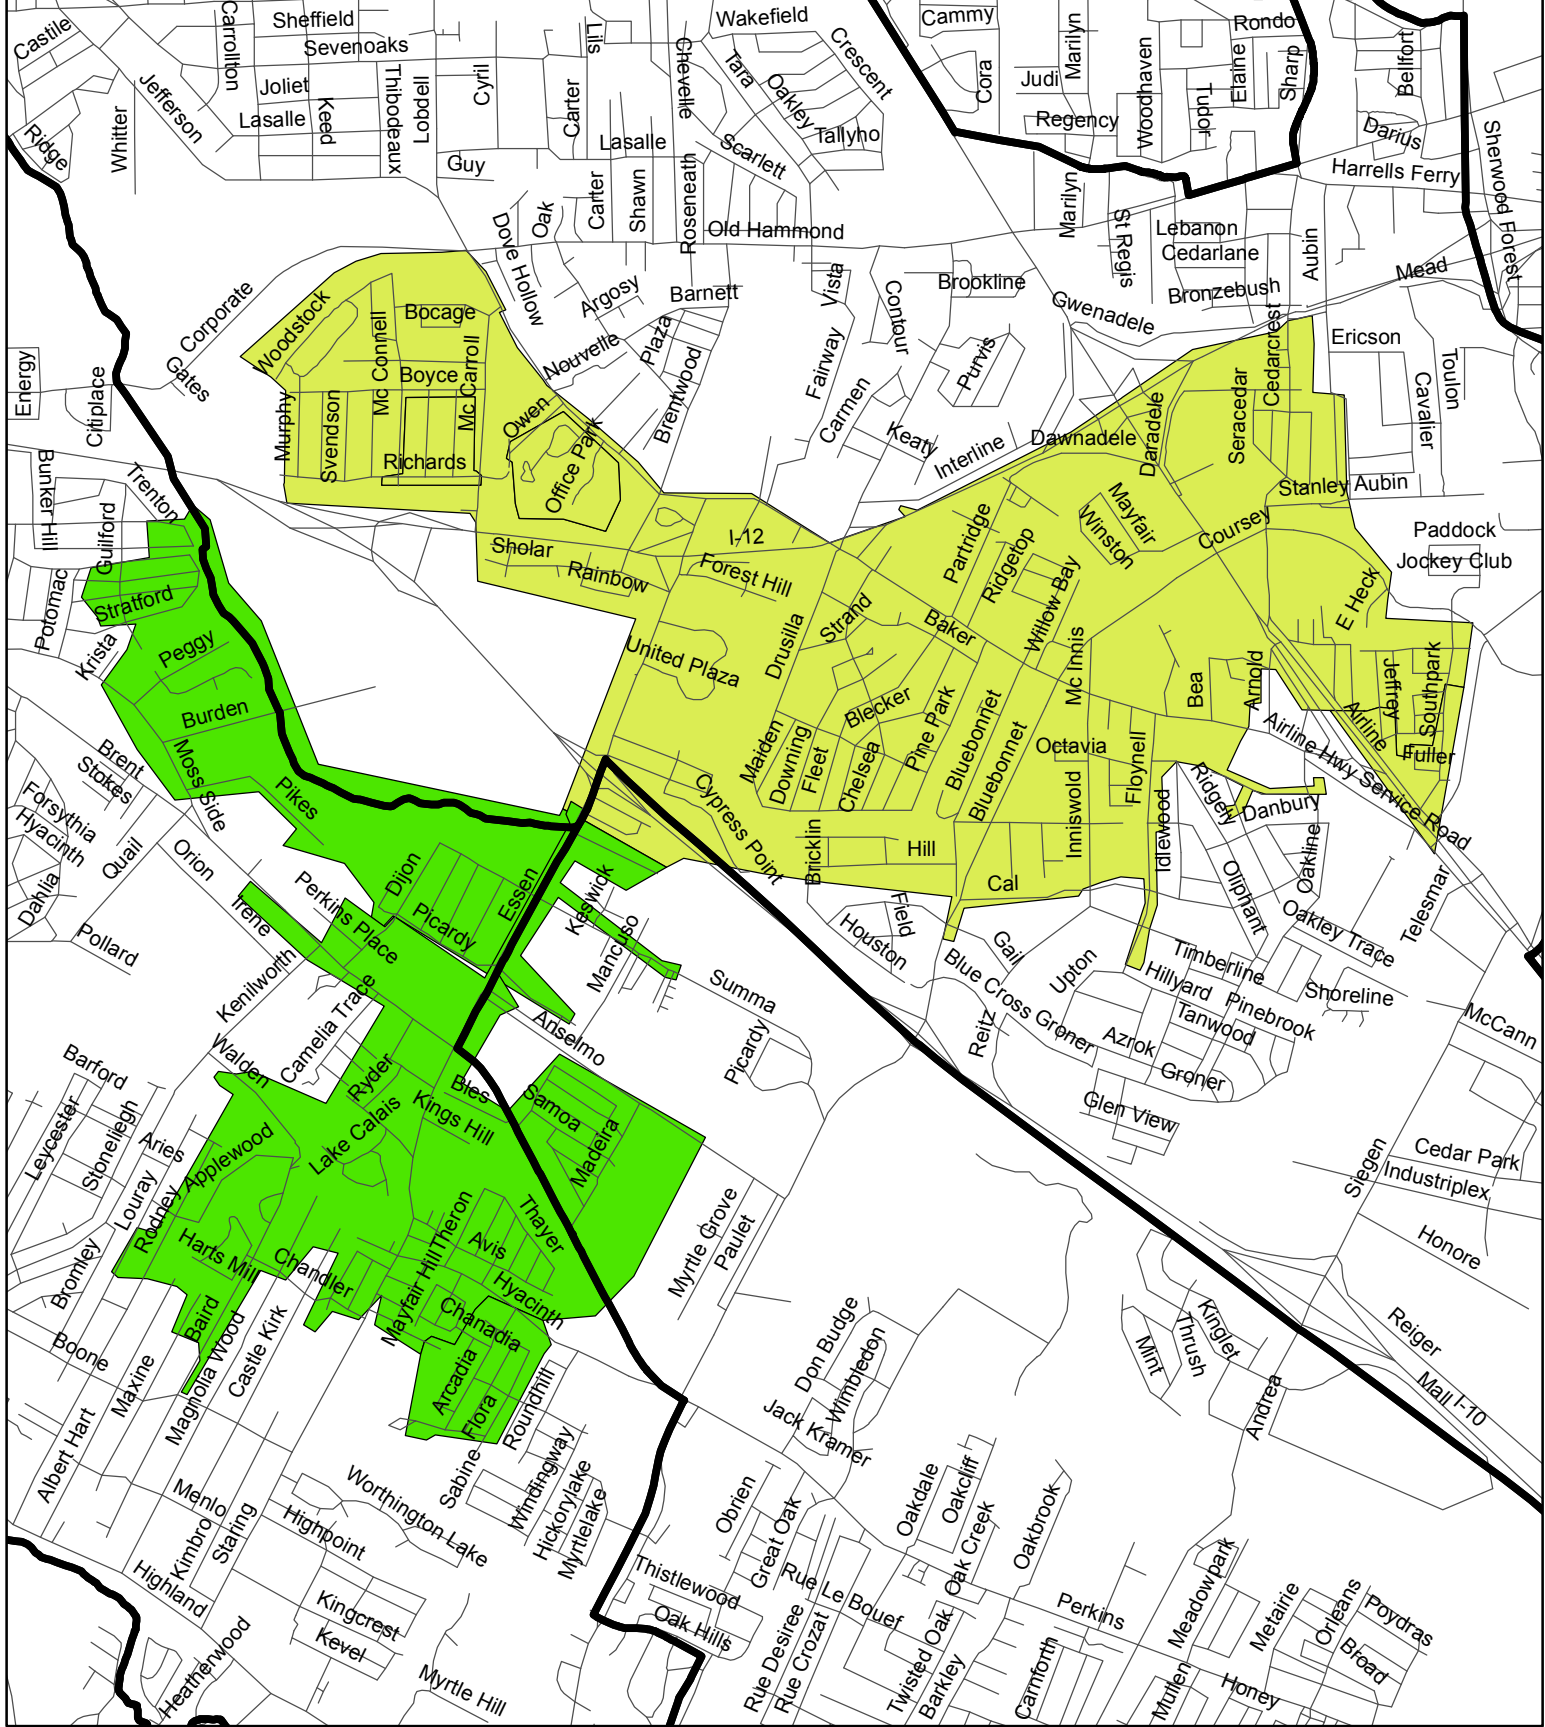 Castile
Carrollton
Sheffield
Sevenoaks
Lils
Wakefield
Crescent
Cammy
Marilyn
Rondo
Elaine
Sharp
Belfort
Jefferson
Joliet
Keed
Thibodeaux
Lobdell
Cyrill
Carter
Chevelle
Tara
Oakley
Cora
Judi
Woodhaven
Tudor
Ridge
Whitter
Lasalle
Guy
Lasalle
Scarlett
Tallyho
Regency
Darius
Harrells Ferry
Sherwood Forest
Dove Hollow
Oak
Carter
Shawn
Roseneath
Old Hammond
Marilyn
St Regis
Lebanon
Cedarlane
Aubin
Mead
Corporate
Gates
Woodstock
Mc Connell
Bocage
Argosy
Barnett
Vista
Contour
Brookline
Gwenadele
Bronzebush
Cedarcrest
Ericson
Toulon
Energy
Citiplace
Boyce
Mc Carroll
Nouvelle
Plaza
Brentwood
Fairway
Purvis
Cavalier
Murphy
Svendson
Richards
Owen
Office Park
Carmen
Keaty
Interline
Dawnadele
Daradele
Seracedar
Stanley Aubin
Bunker Hill
Trenton
Guilford
Sholar
I-12
Rainbow
Forest Hill
Partridge
Ridgetop
Mayfair
Winston
Coursey
Paddock
Jockey Club
Potomac
Stratford
Krista
Peggy
Burden
United Plaza
Drusilla
Strand
Baker
Willow Bay
Mc Innis
E Heck
Bea
Arnold
Jeffrey
Southpark
Brent
Stokes
Moss Side
Pikes
Blecker
Pine Park
Bluebonnet
Bluebonnet
Octavia
Floynell
Airline
Fuller
Airline Hwy Service Road
Forsythia
Hyacinth
Quail
Orion
Maiden
Downing
Fleet
Chelsea
Cypress Point
Bricklin
Hill
Inniswold
Idlewood
Ridgely
Danbury
Dahlia
Pollard
Irene
Perkins Place
Dijon
Picardy
Essen
Keswick
Mancuso
Cal
Oliphant
Oakline
Oakley Trace
Telesmar
Field
Houston
Gail
Blue Cross Groner
Upton
Timberline
Hillyard
Pinebrook
Tanwood
Shoreline
McCann
Kenilworth
Camelia Trace
Walden
Ryder
Anselmo
Summa
Picardy
Reitz
Azrok
Groner
Glen View
Barford
Leycester
Stoneliegh
Aries
Louray
Rodney
Applewood
Lake Calais
Kings Hill
Bles
Samoa
Madeira
Siegen
Cedar Park
Industriplex
Honore
Bromley
Harts Mill
Chandler
Mayfair Hill
Theron
Avis
Thayer
Hyacinth
Myrtle Grove
Paulet
Boone
Baird
Magnolia Wood
Castle Kirk
Maxine
Albert Hart
Chanadia
Arcadia
Flora
Roundhill
Don Budge
Wimbledon
Jack Kramer
Mint
Thrush
Kinglet
Andrea
Reiger
Mall
I-10
Menlo
Kimbro
Staring
Highland
Highpoint
Worthington Lake
Sabine
Windingway
Hickorylake
Myrtlelake
Obrien
Great Oak
Oakdale
Oakcliff
Oak Creek
Oakbrook
Thistlewood
Oak Hills
Rue Le Bouef
Rue Desiree
Rue Crozat
Twisted Oak
Barkley
Carnforth
Perkins
Meadowpark
Mullen
Honey
Metairie
Orleans
Broad
Poydras
Heatherwood
Kingcrest
Kevel
Myrtle Hill